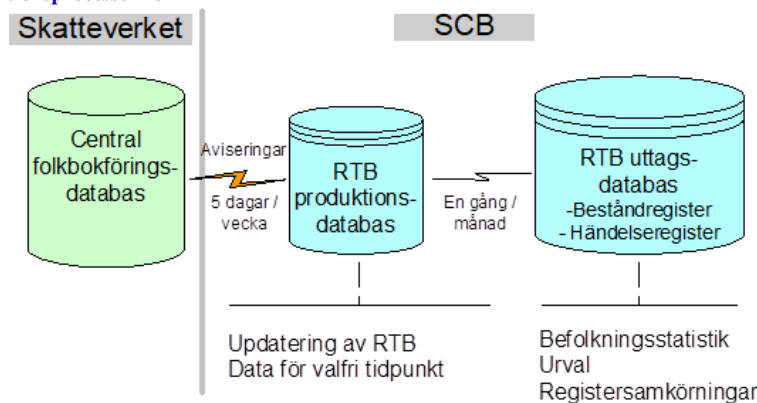 Skatteverket
SCB
Central
folkbokförings-
databas
Aviseringar
5 dagar /
vecka
RTB
produktions-
databas
En gång /
månad
RTB uttags-
databas
-Beståndregister
- Händelseregister
Updatering av RTB
Data för valfri tidpunkt
Befolkningsstatistik
Urval
Registersamkörningar